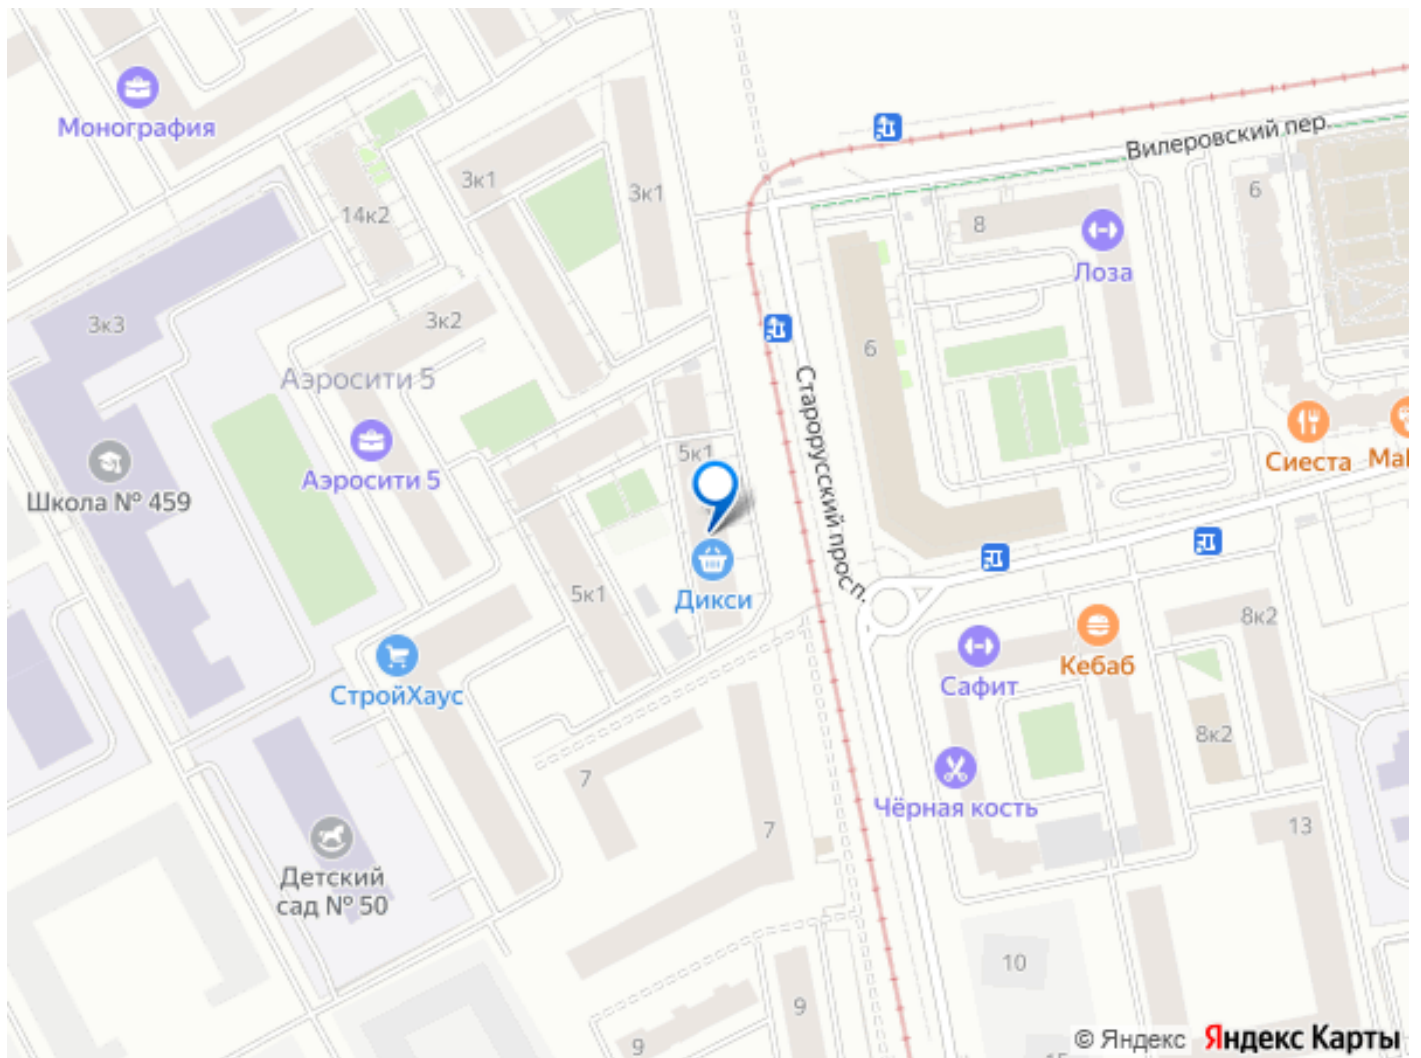 Монография
Вилеровский пер.
3к1
3к1
6
14к2
8
Лоза
3к3
3к2
6
Аэросити 5
Старорусский просп.
Сиеста
Mal
5к1
Аэросити 5
Школа № 459
5к1
Дикси
8к2
Сафит
Кебаб
СтройХаус
8к2
7
Чёрная кость
7
13
Детский
сад № 50
10
9
9
© Яндекс Яндекс Карты